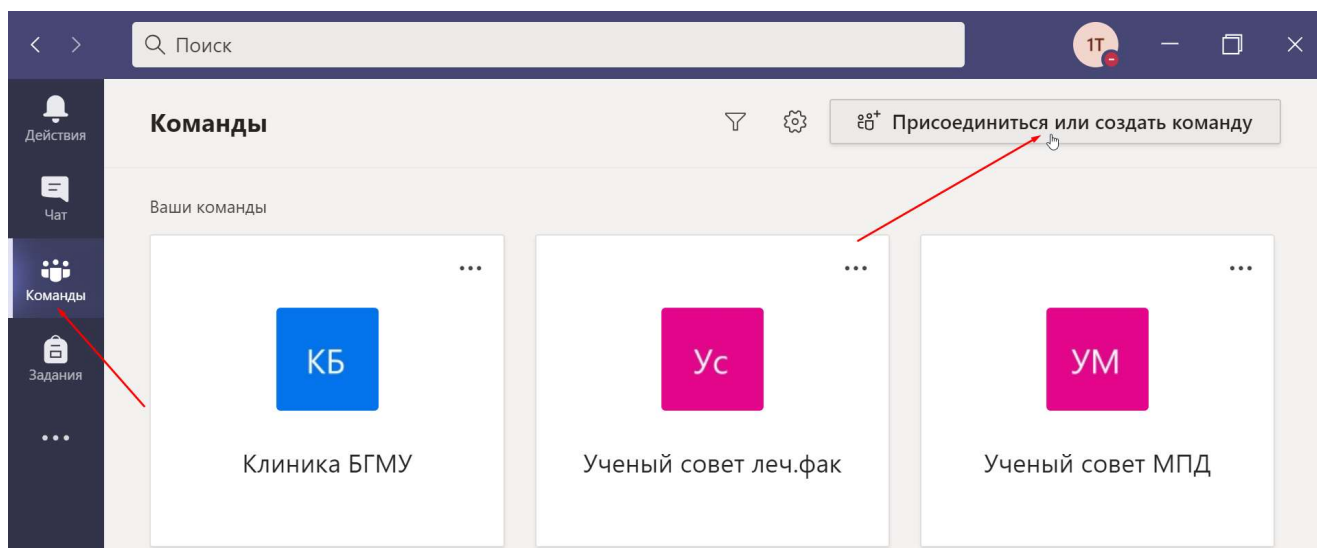 Поиск
1T
Действия
Чат
Команды
Задания
Команды
Присоединиться или создать команду
Ваши команды
КБ
Ус
УМ
Клиника БГМУ
Ученый совет леч.фак
Ученый совет МПД